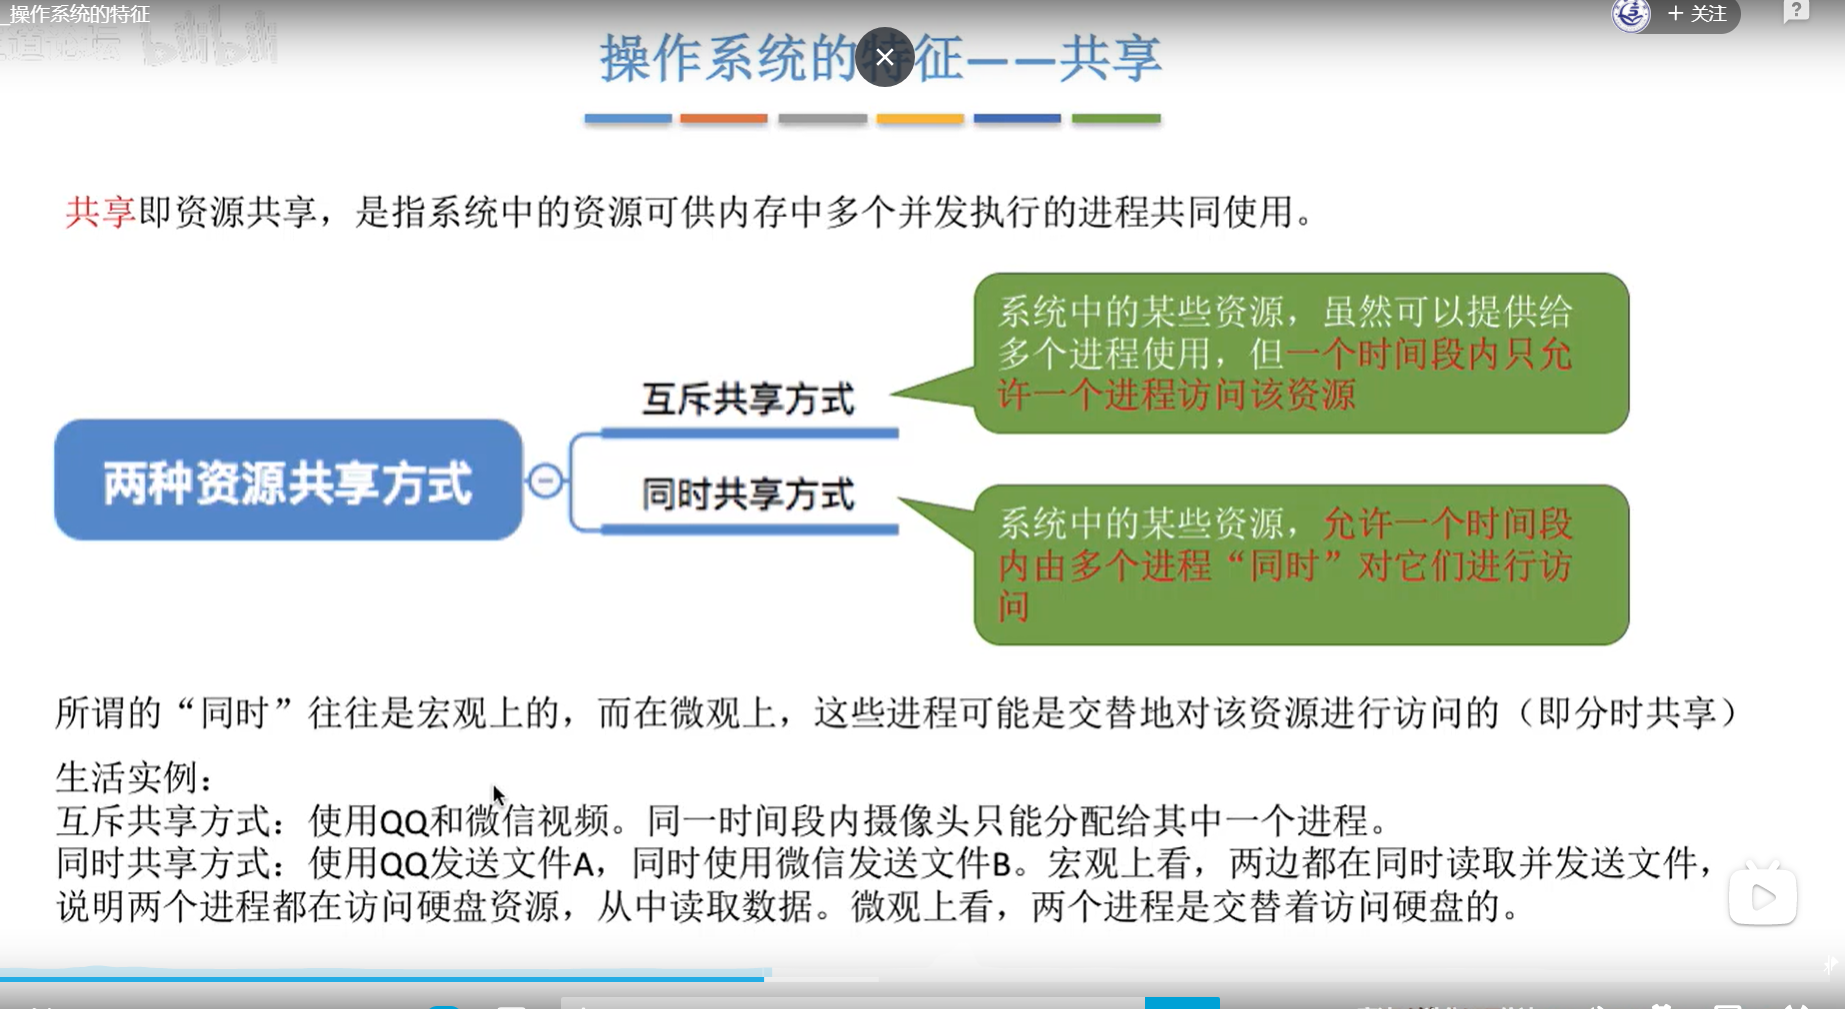 _操作系统的特征
bilibili
+ 关注
操作系统的特征——共享
共享即资源共享，是指系统中的资源可供内存中多个并发执行的进程共同使用。
系统中的某些资源，虽然可以提供给
多个进程使用，但一个时间段内只允
许一个进程访问该资源
互斥共享方式
两种资源共享方式
同时共享方式
系统中的某些资源，允许一个时间段
内由多个进程“同时”对它们进行访
问
所谓的“同时”往往是宏观上的，而在微观上，这些进程可能是交替地对该资源进行访问的（即分时共享）
生活实例：
互斥共享方式：使用QQ和微信视频。同一时间段内摄像头只能分配给其中一个进程。
同时共享方式：使用QQ发送文件A，同时使用微信发送文件B。宏观上看，两边都在同时读取并发送文件，
说明两个进程都在访问硬盘资源，从中读取数据。微观上看，两个进程是交替着访问硬盘的。